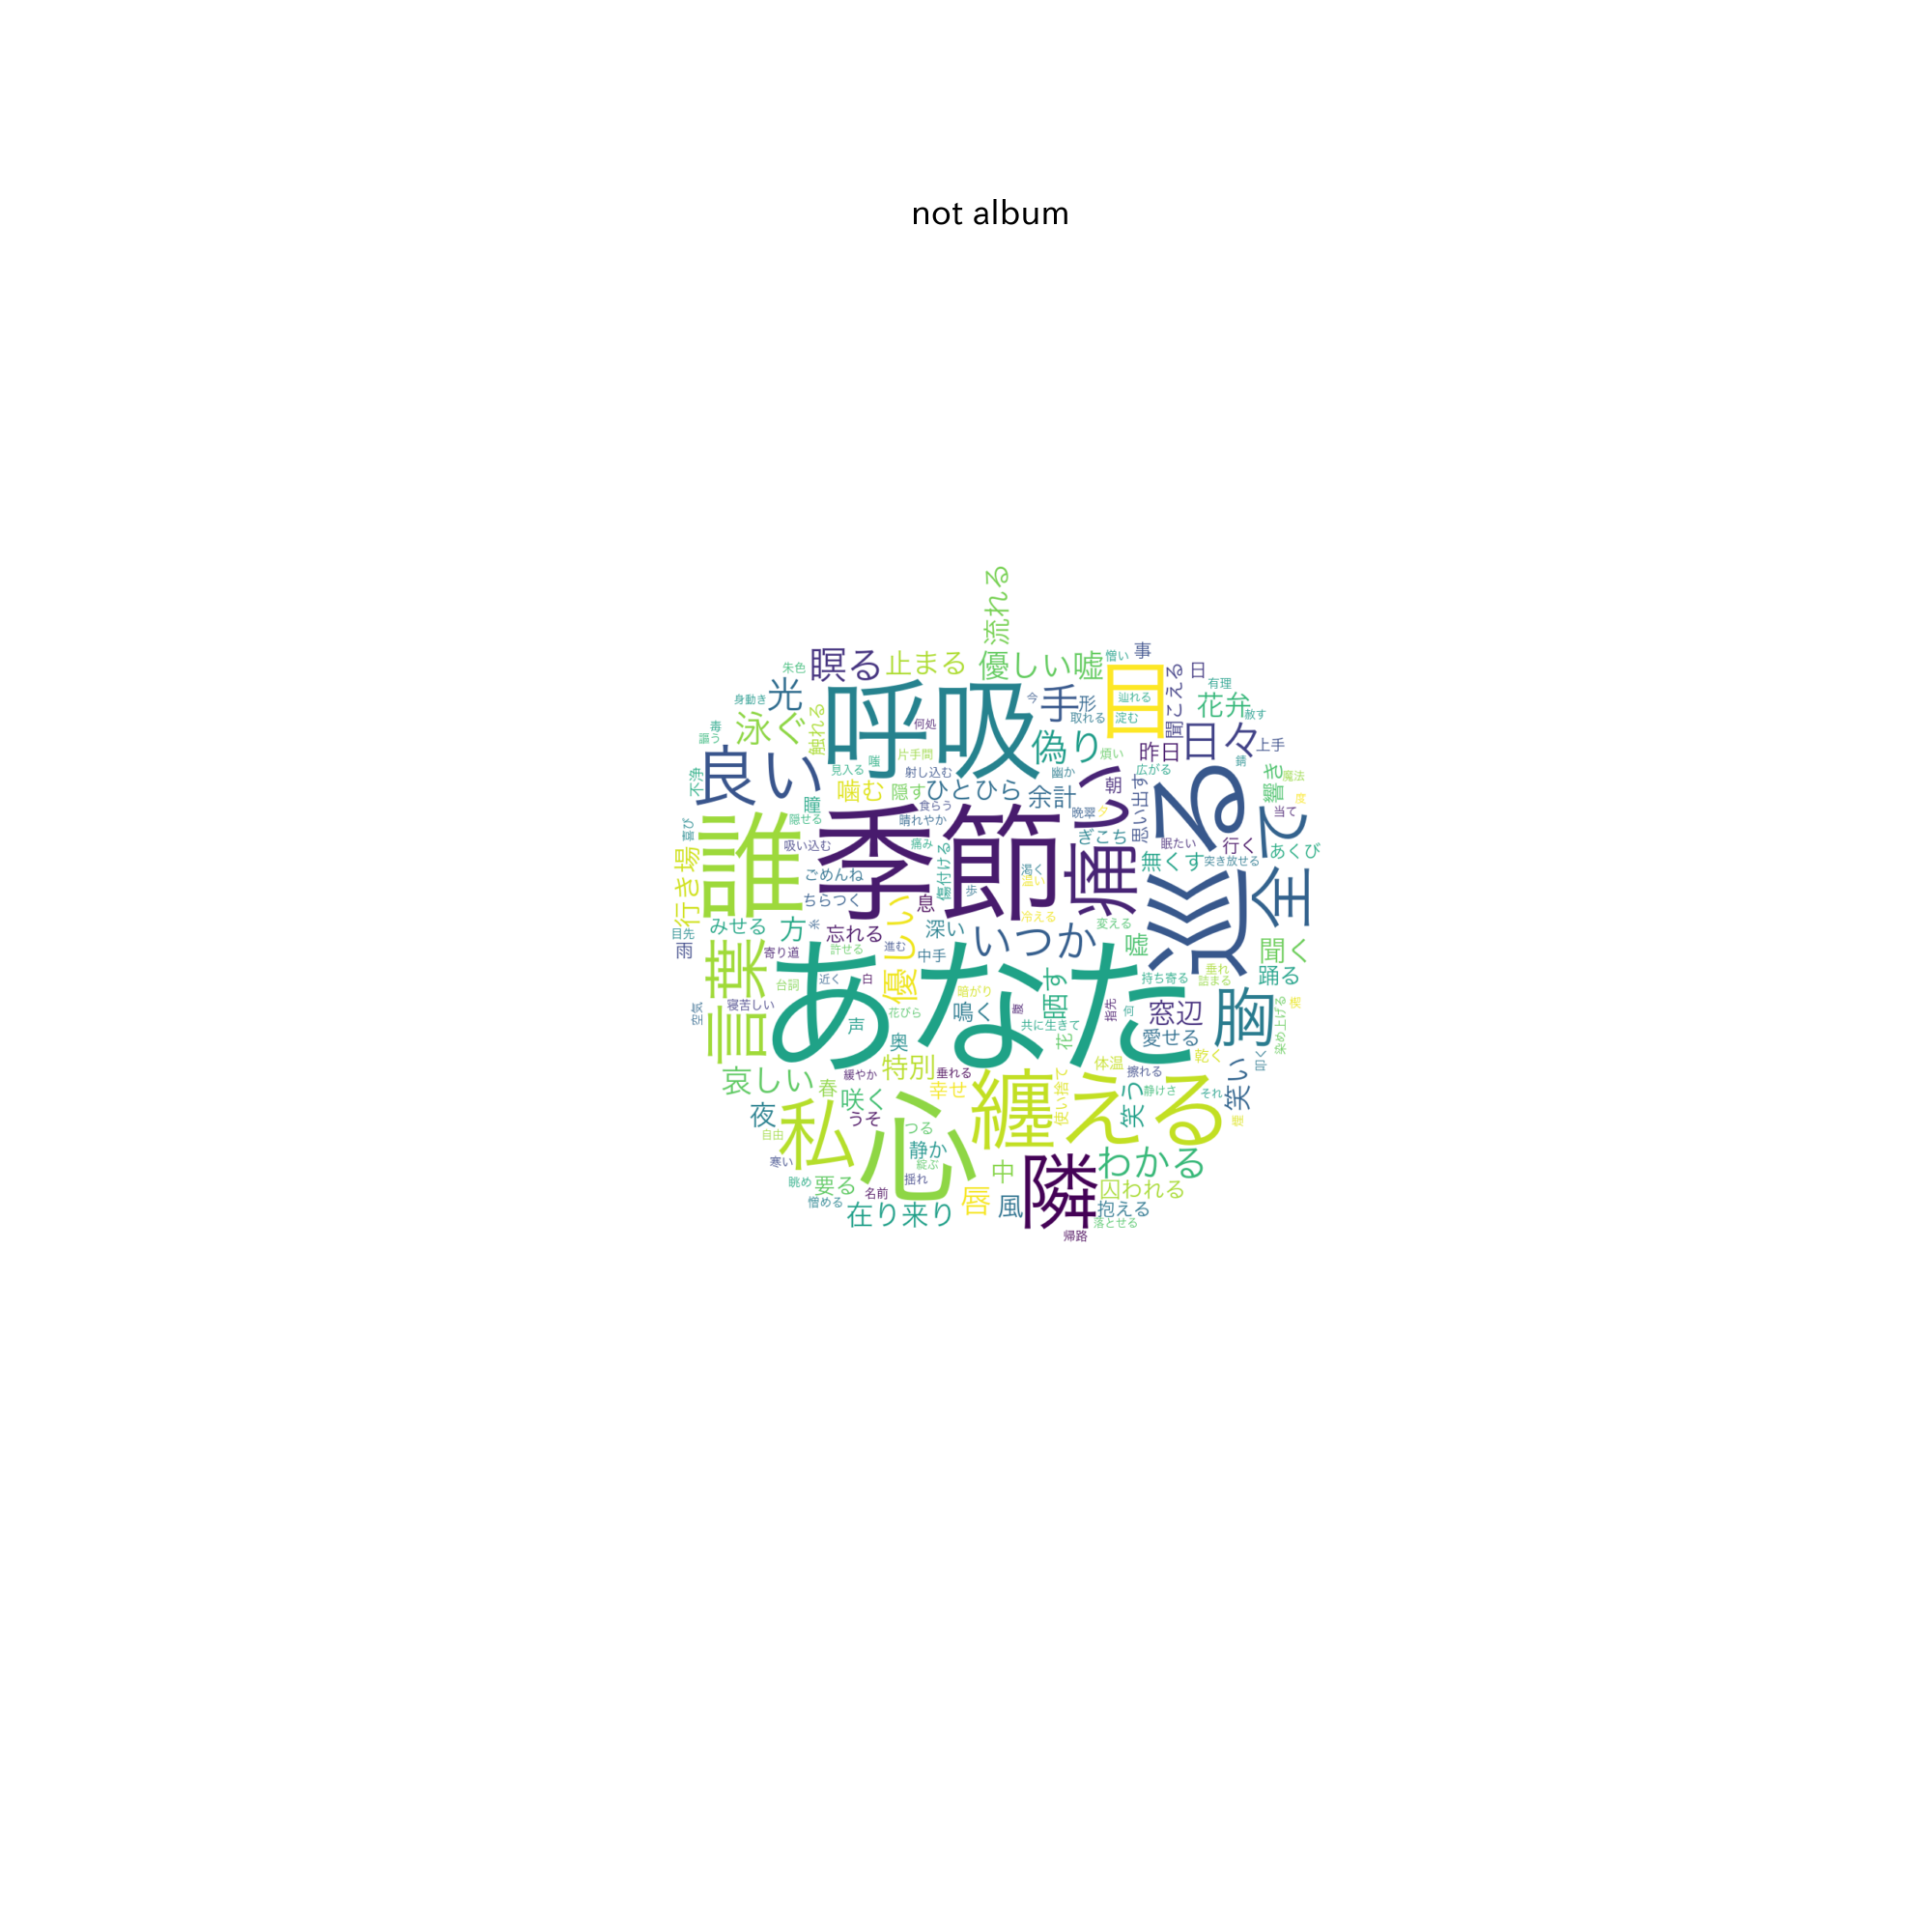 not album
流れる
瞑る
止まる
優しい嘘
憎い
事
朱色
光
呼吸
目
手
形
今
辿れる
取れる
淀む
聞こえる
日
有理
花弁
赦す
身動き
毒
謳う
泳ぐ
触れる
何処
偽り
昨日
日々
上手
良い
嗤
片手間
煩い
見入る
射し込む
幽か
広がる
錆
響き
魔法
不浄
瞳
噛む
隠す
ひとひら
余計
朝
巡る
全て
度
当て
隠せる
食らう
晴れやか
晩翠
夕
思い出す
喜び
誰
季節
痛い
ぎこち
眠たい
行く
あくび
吸い込む
痛み
無くす
突き放せる
行き場
ごめんね
傷付ける
渇く
温い
ちらつく
息
歩
冷える
目先
みせる
方
忘れる
優しい
深い
いつか
変える
嘘
聞く
雨
寄り道
許せる
進む
中手
踊る
言葉
台詞
近く
白
あなた
暗がり
晒す
持ち寄る
垂れ
詰まる
胸
空気
寝苦しい
声
花びら
鳴く
共に生きて
指先
何
窓辺
染め上げる
奥
花
愛せる
哀しい
春
緩やか
特別
垂れる
体温
擦れる
乾く
咲く
幸せ
纏える
使い捨て
笑う
静けさ
それ
笑い
夜
私
うそ
心
つる
自由
静か
綻ぶ
寒い
揺れ
中
隣
わかる
眺め
要る
名前
唇
風
囚われる
憎める
在り来り
抱える
落とせる
帰路